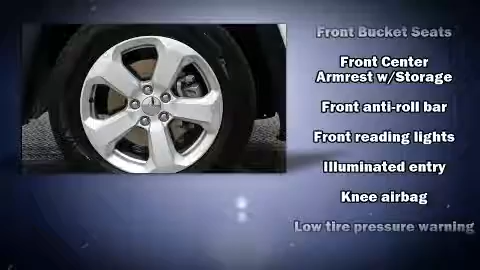 Front Bucket Seats
Front Center
Armrest w/Storage
Front anti-roll bar
Front reading lights
Illuminated entry
Knee airbag
Low tire pressure warning